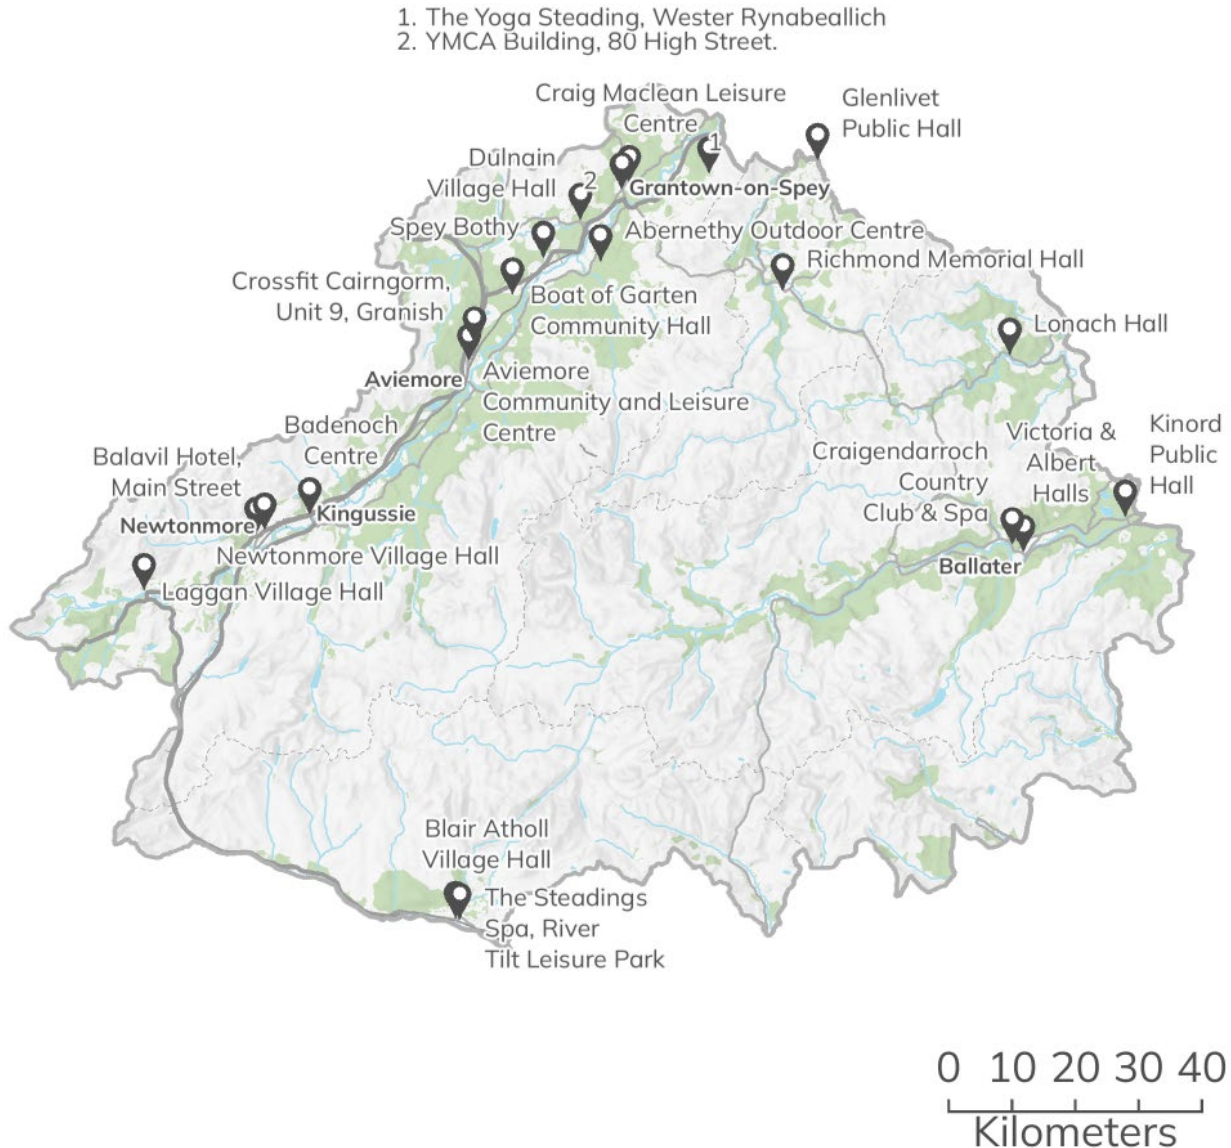 1. The Yoga Steading, Wester Rynabeallich
2. YMCA Building, 80 High Street.
Craig Maclean Leisure
Centre
Glenlivet
Public Hall
1
Dulnain
Village Hall
2
Grantown-on-Spey
Spey Bothy
Abernethy Outdoor Centre
Richmond Memorial Hall
Crossfit Cairngorm,
Unit 9, Granish
Boat of Garten
Community Hall
Lonach Hall
Aviemore
Aviemore
Community and Leisure
Centre
Badenoch
Centre
Victoria &
Albert
Halls
Kinord
Public
Hall
Craigendarroch
Country
Club & Spa
Balavil Hotel,
Main Street
Newtonmore
Kingussie
Newtonmore Village Hall
Ballater
Laggan Village Hall
Blair Atholl
Village Hall
The Steadings
Spa, River
Tilt Leisure Park
0 10 20 30 40
Kilometers